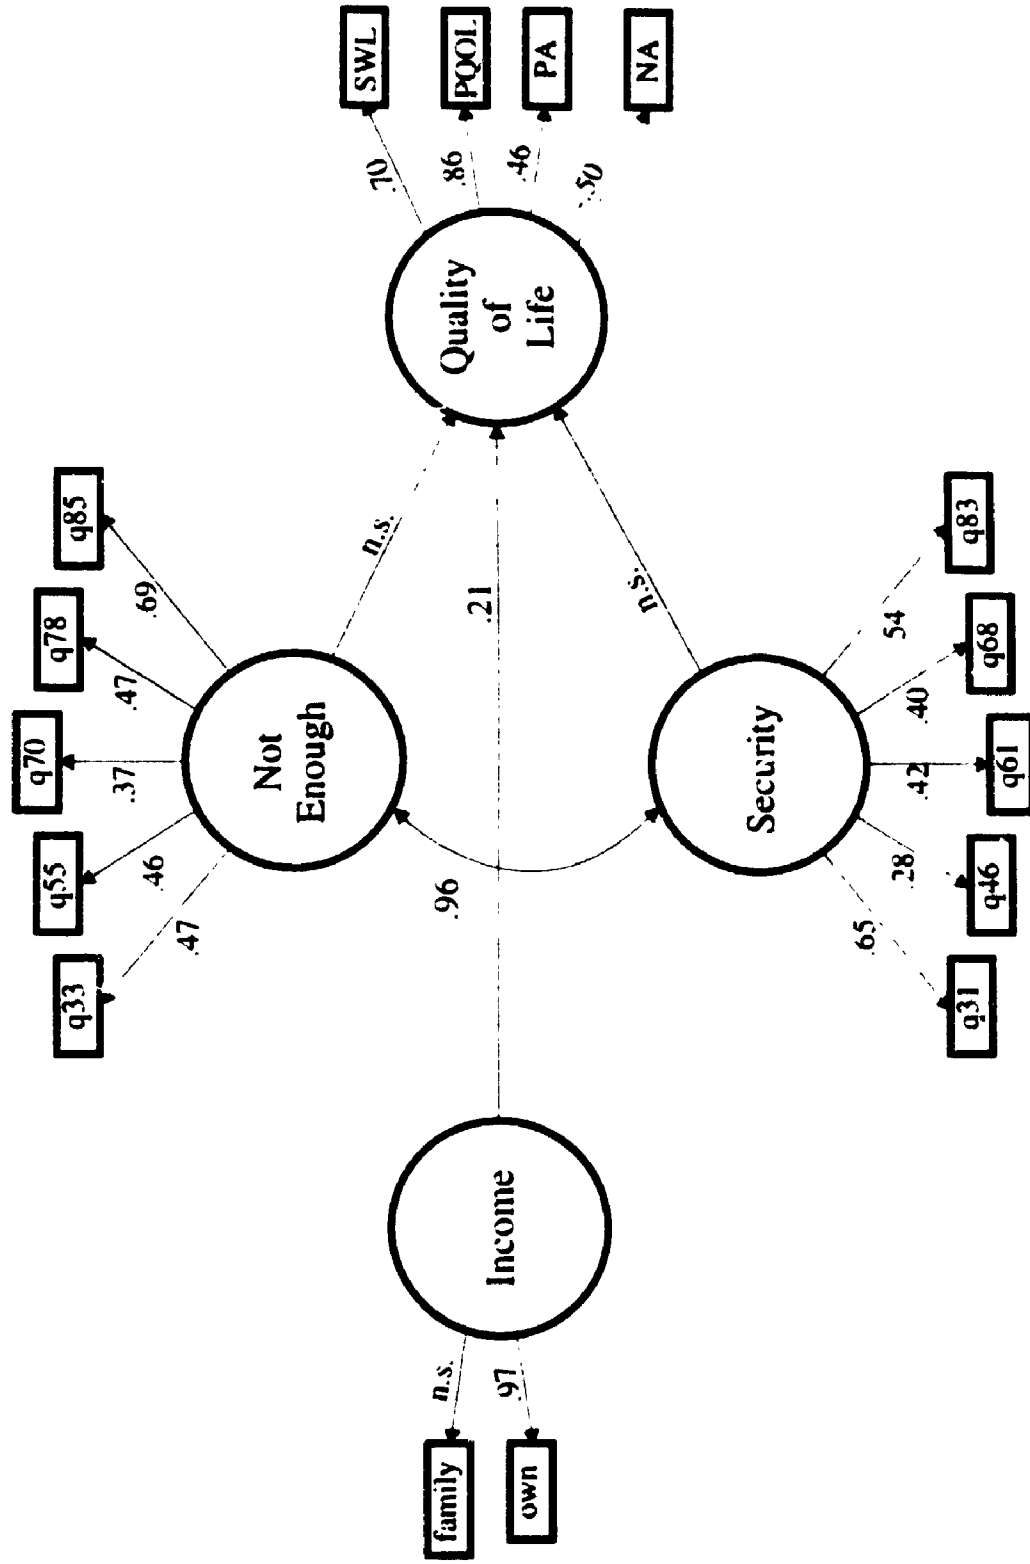 q33
q55
q70
q78
q85
.47
.46
.37
.47
.69
Not
Enough
n.s.
SWL
.70
PQOL
.86
PA
.46
NA
-.50
family
n.s.
own
.97
Income
.96
.21
Quality
of
Life
n.s.
Security
.65
.28
.42
.40
54
q31
q46
q61
q68
q83